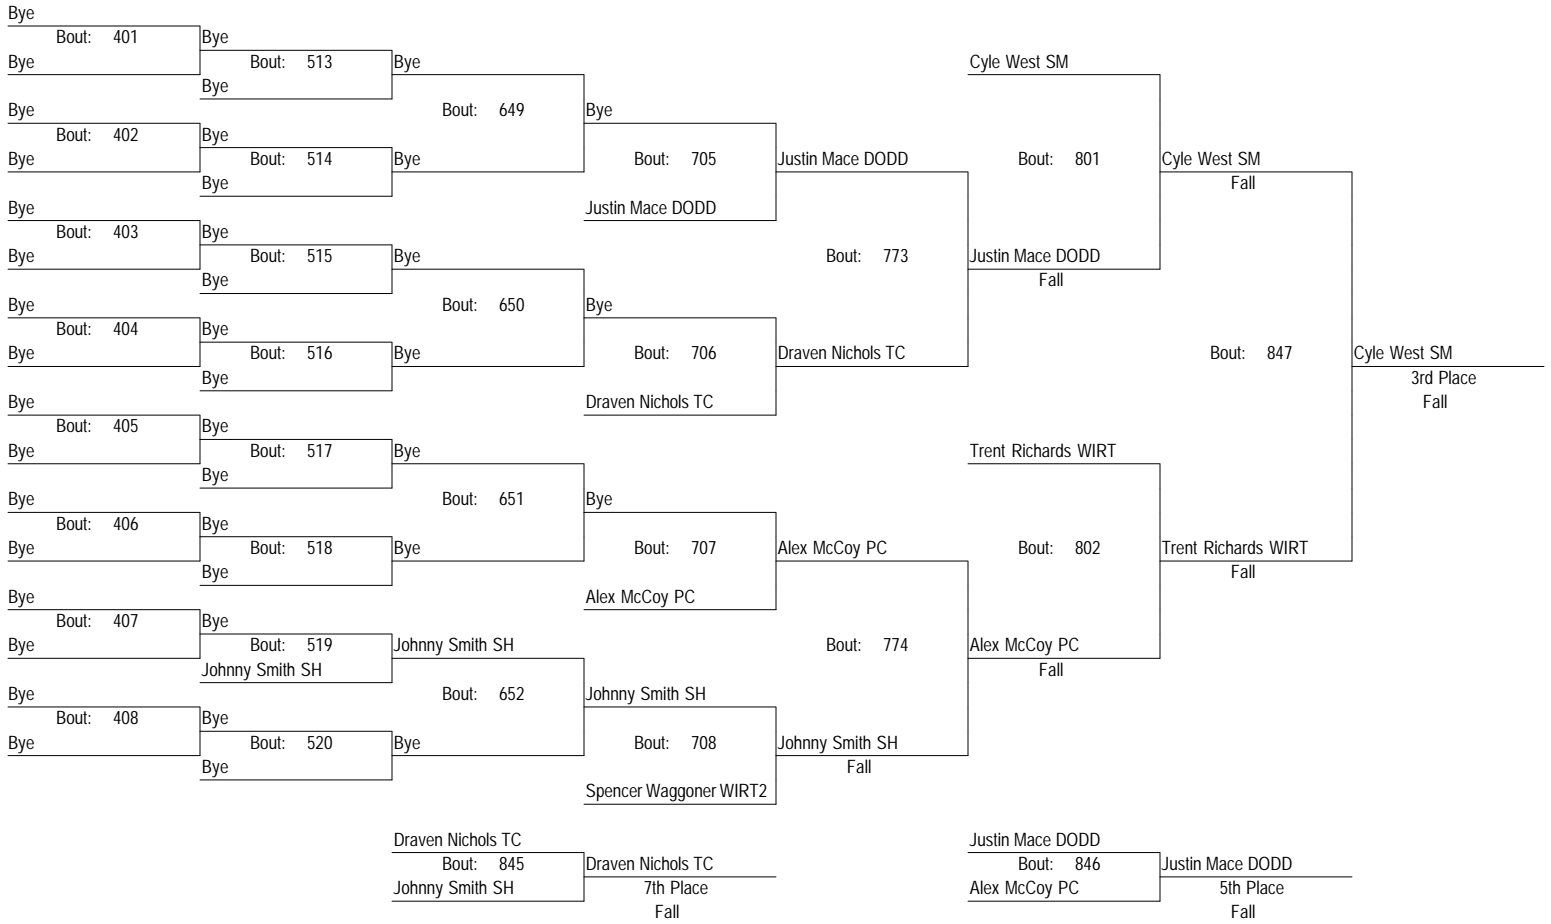 Bye
Bout: 401
Bye
Bye
Bout: 513
Bye
Bye
Bout: 402
Bye
Bye
Bout: 514
Bye
Bye
Bout: 649
Bye
Bye
Bout: 705
Justin Mace DODD
Justin Mace DODD
Bye
Bout: 403
Bye
Bye
Bout: 515
Bye
Bye
Bout: 404
Bye
Bye
Bout: 516
Bye
Bye
Bout: 650
Bye
Bye
Bout: 706
Draven Nichols TC
Draven Nichols TC
Bout: 773
Cyle West SM
Bout: 801
Justin Mace DODD
Fall
Cyle West SM
Fall
Bye
Bout: 405
Bye
Bye
Bout: 517
Bye
Bye
Bout: 406
Bye
Bye
Bout: 518
Bye
Bye
Bout: 651
Bye
Bye
Bout: 707
Alex McCoy PC
Alex McCoy PC
Bye
Bout: 407
Bye
Bye
Bout: 519
Johnny Smith SH
Bye
Bout: 408
Bye
Bye
Bout: 520
Bye
Johnny Smith SH
Bout: 652
Bye
Johnny Smith SH
Bout: 708
Spencer Waggoner WIRT2
Johnny Smith SH
Fall
Bout: 774
Trent Richards WIRT
Bout: 802
Alex McCoy PC
Fall
Trent Richards WIRT
Fall
Bout: 847
Cyle West SM
3rd Place
Fall
Draven Nichols TC
Bout: 845
Johnny Smith SH
Draven Nichols TC
7th Place
Fall
Justin Mace DODD
Bout: 846
Alex McCoy PC
Justin Mace DODD
5th Place
Fall